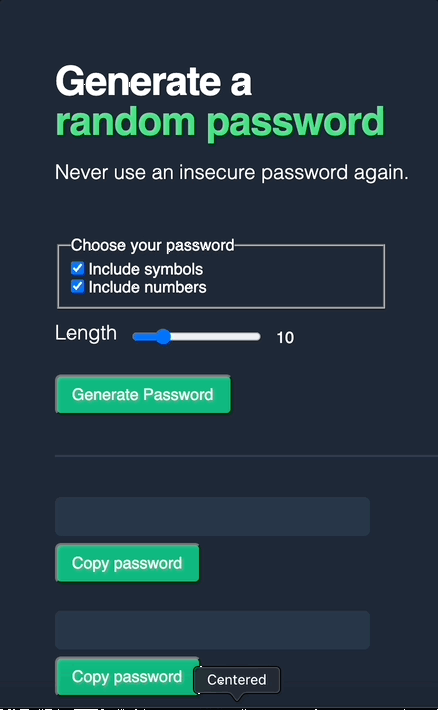 Generate a
random password
Never use an insecure password again.
Choose your password
Include symbols
Include numbers
Length 10
Generate Password
Copy password
Copy password
Centered